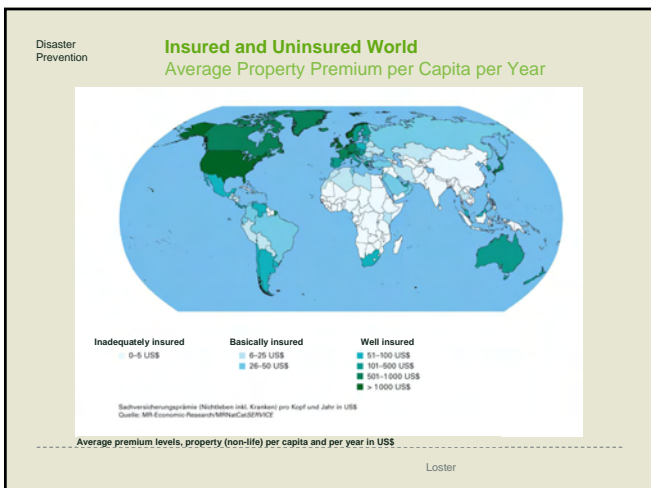 Disaster
Prevention
Insured and Uninsured World
Average Property Premium per Capita per Year
Inadequately insured
0–5 US$
Basically insured
6–25 US$
26–50 US$
Well insured
51–100 US$
101–500 US$
501–1000 US$
> 1000 US$
Sachversicherungsprämie (Nichtleben inkl. Kranken) pro Kopf und Jahr in US$
Quelle: MR-Economic-Research/MRNatCatSERVICE
Average premium levels, property (non-life) per capita and per year in US$
Loster